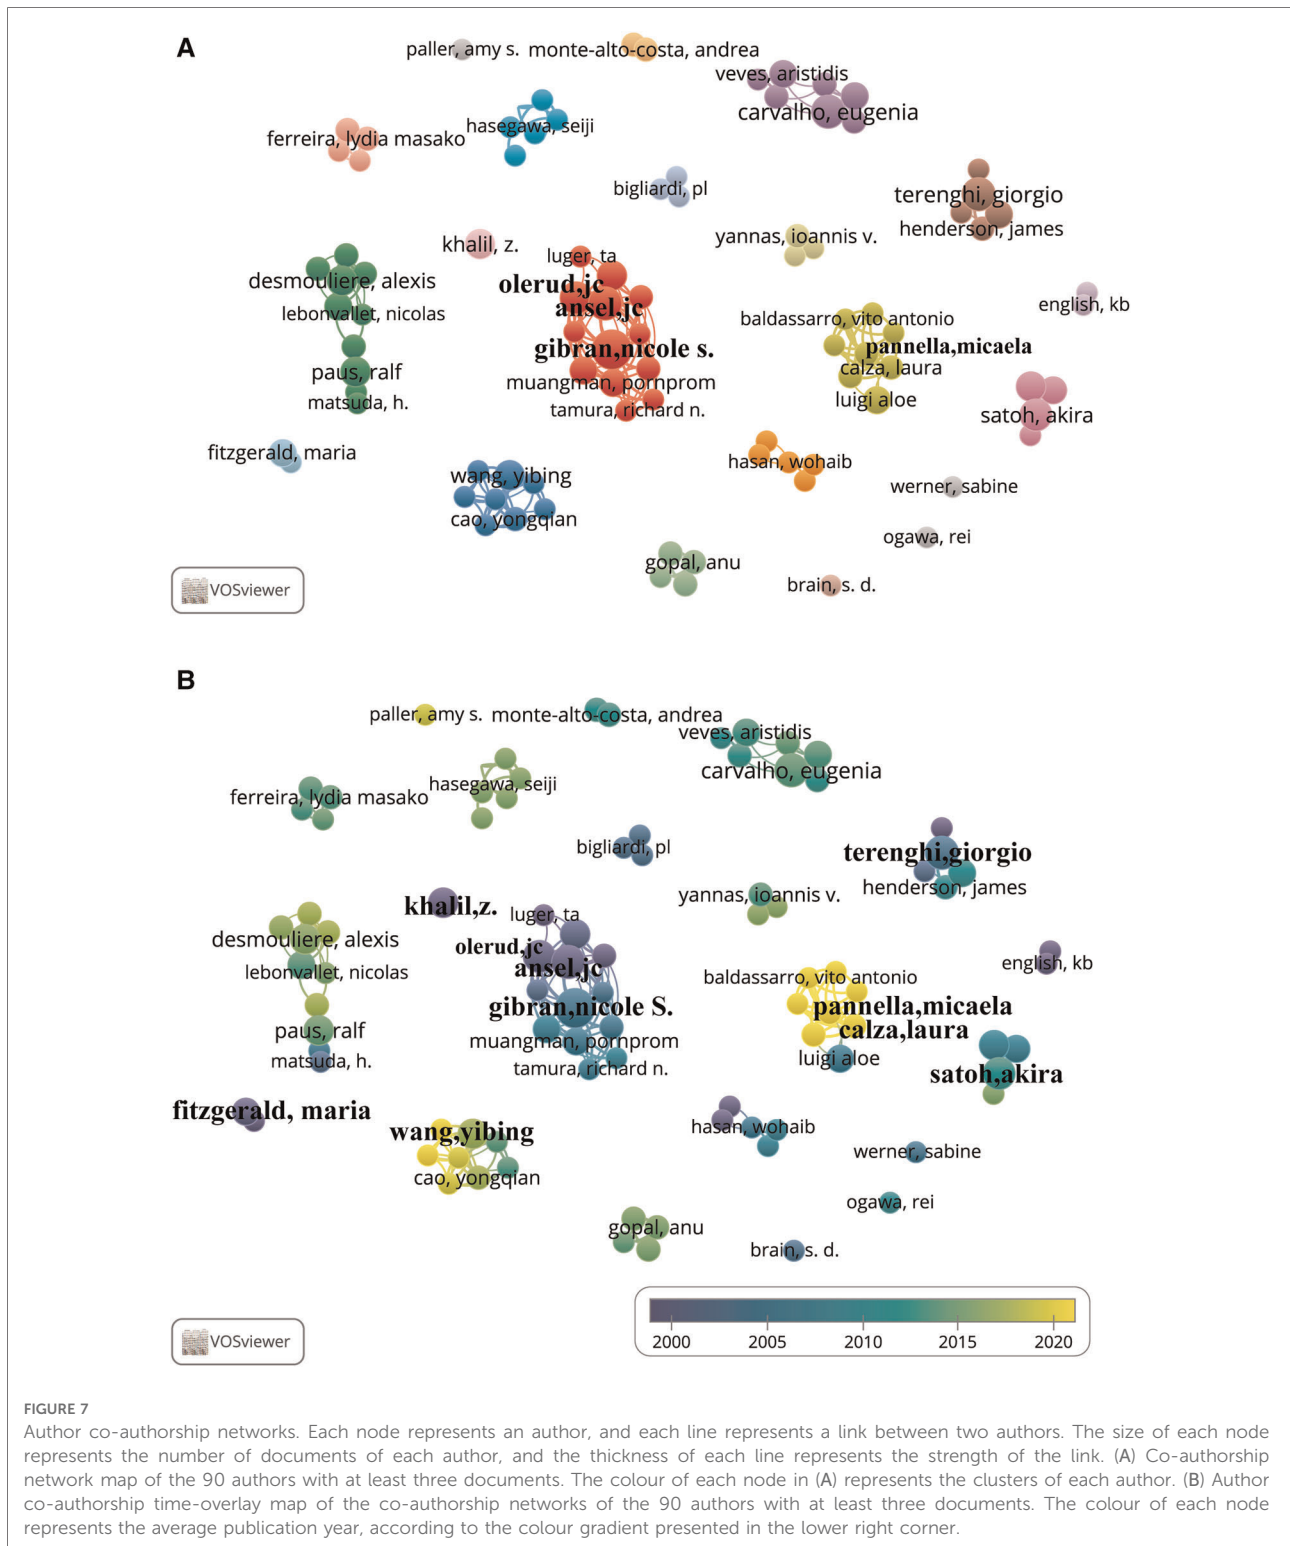 A
paller, amy s.
monte-alto-costa, andrea
veves, aristidis
carvalho, eugenia
hasegawa, seiji
ferreira, lydia masako
bigliardi, pl
terenghi, giorgio
henderson, james
yannas, ioannis v.
khalil, z.
luger, ta
olerud,jc
ansel,jc
desmouliere, alexis
lebonvallet, nicolas
english, kb
baldassarro, vito antonio
pannella,micaela
gibran,nicole s.
calza, laura
paus, ralf
muangman, pornprom
matsuda, h.
tamura, richard n.
luigi aloe
satoh, akira
fitzgerald, maria
hasan, wohaib
wang, yibing
werner, sabine
cao, yongqian
ogawa, rei
gopal, anu
brain, s. d.
VOSviewer
B
paller, amy s.
monte-alto-costa, andrea
veves, aristidis
carvalho, eugenia
hasegawa, seiji
ferreira, lydia masako
bigliardi, pl
terenghi,giorgio
henderson, james
yannas, ioannis v.
khalil,z.
luger, ta
desmouliere, alexis
olerud,jc
ansel,jc
lebonvallet, nicolas
english, kb
baldassarro, vito antonio
gibran,nicole S.
pannella,micaela
calza,laura
paus, ralf
muangman, pornprom
matsuda, h.
tamura, richard n.
luigi aloe
satoh,akira
fitzgerald, maria
hasan, wohaib
wang,yibing
werner, sabine
cao, yongqian
ogawa, rei
gopal, anu
brain, s. d.
VOSviewer
2000 2005 2010 2015 2020
FIGURE 7
Author co-authorship networks. Each node represents an author, and each line represents a link between two authors. The size of each node
represents the number of documents of each author, and the thickness of each line represents the strength of the link. (A) Co-authorship
network map of the 90 authors with at least three documents. The colour of each node in (A) represents the clusters of each author. (B) Author
co-authorship time-overlay map of the co-authorship networks of the 90 authors with at least three documents. The colour of each node
represents the average publication year, according to the colour gradient presented in the lower right corner.